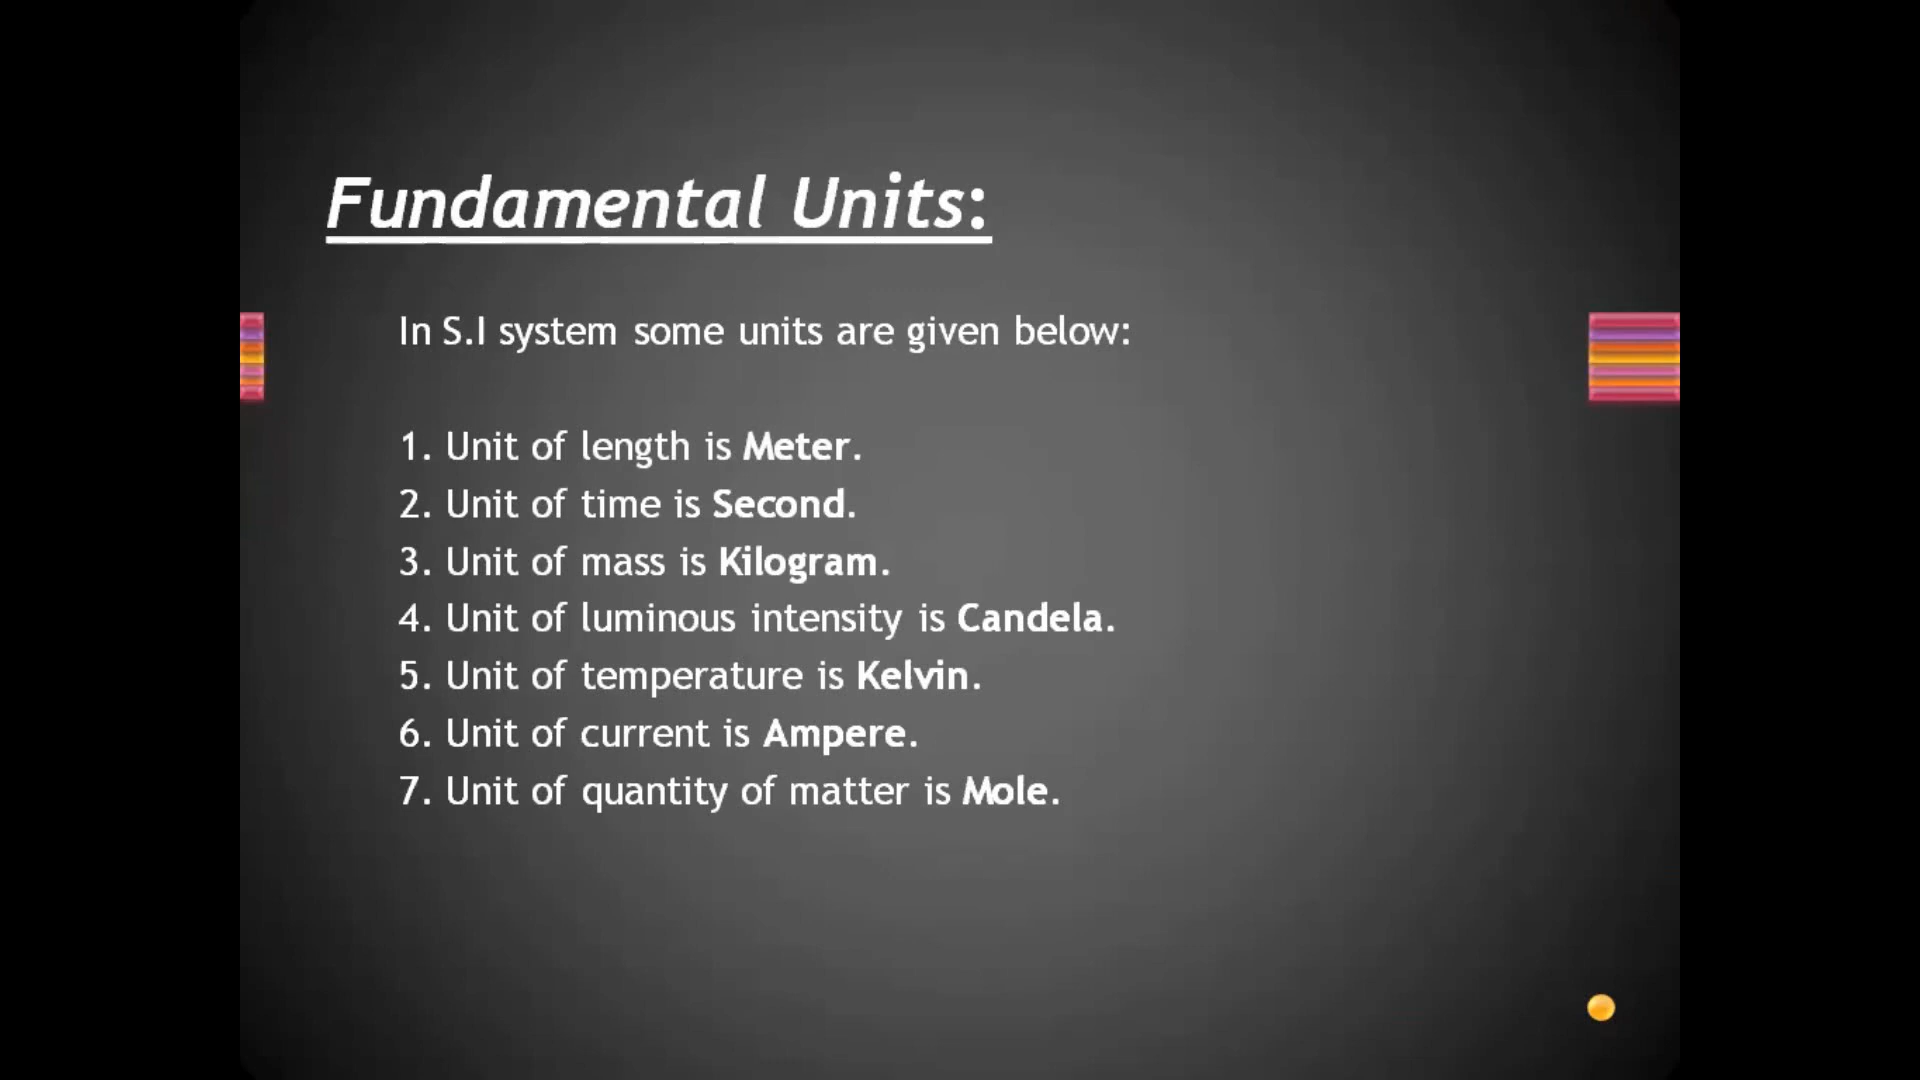 Fundamental Units:
In S.I system some units are given below:
1. Unit of length is Meter.
2. Unit of time is Second.
3. Unit of mass is Kilogram.
4. Unit of luminous intensity is Candela.
5. Unit of temperature is Kelvin.
6. Unit of current is Ampere.
7. Unit of quantity of matter is Mole.